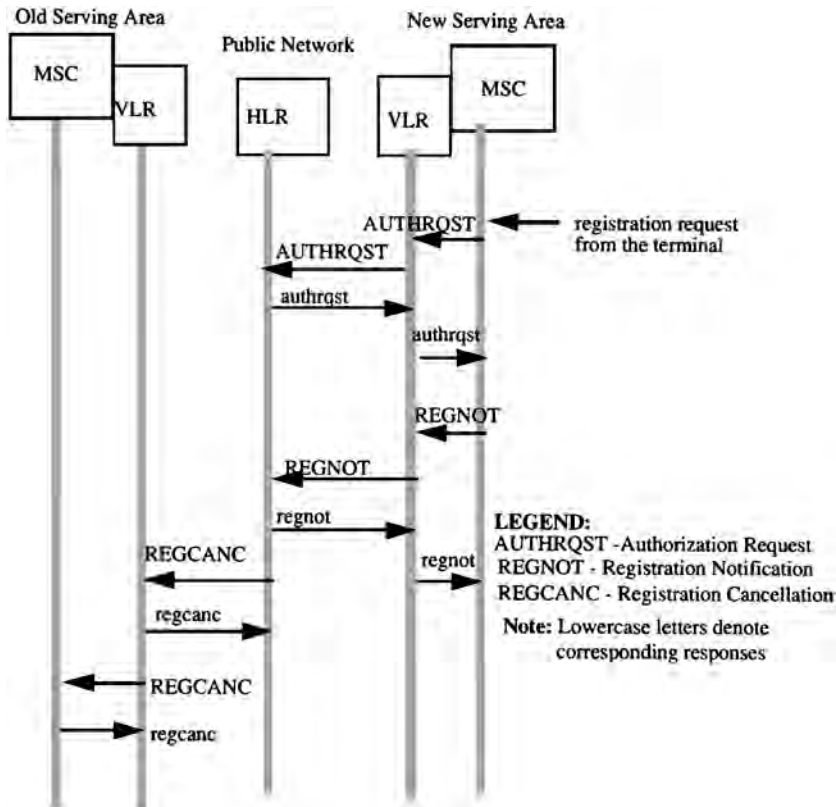 Old Serving Area
Public Network
New Serving Area
MSC
VLR
HLR
VLR
MSC
AUTHRQST
registration request
from the terminal
AUTHRQST
authrqst
authrqst
REGNOT
REGNOT
regnot
REGCANC
regnot
regcanc
REGCANC
regcanc
LEGEND:
AUTHRQST -Authorization Request
REGNOT - Registration Notification
REGCANC - Registration Cancellation
Note: Lowercase letters denote
corresponding responses